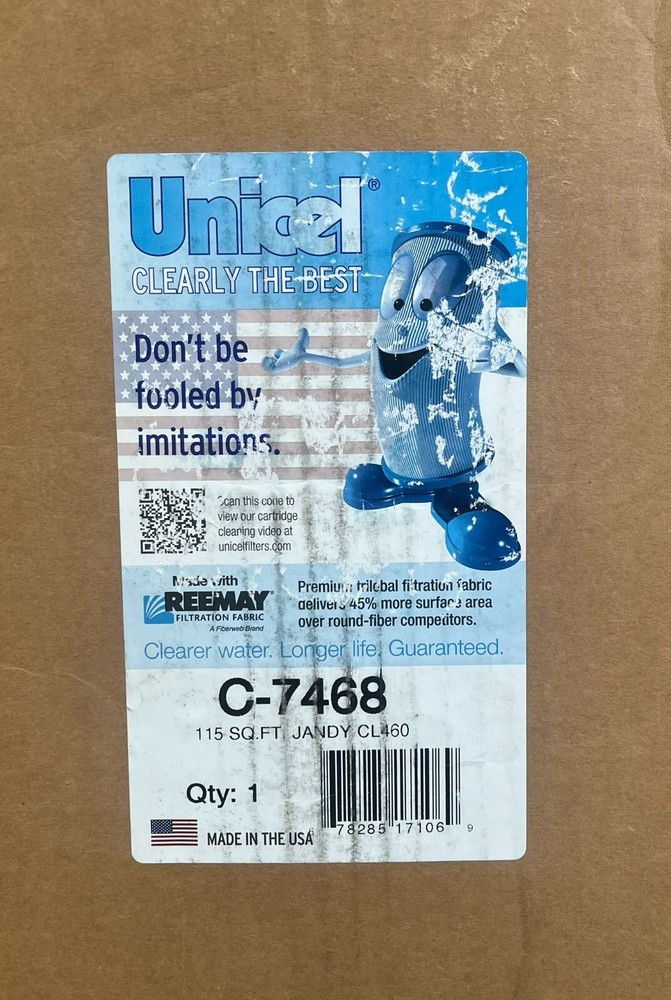 Unicel®
CLEARLY THE BEST
Don't be
fooled by
imitations.
Scan this code to
view our cartridge
cleaning video at
unicelfilters.com
Made with
REEMAY®
FILTRATION FABRIC
A Fiberweb Brand
Premium trilobal filtration fabric
delivers 45% more surface area
over round-fiber competitors.
Clearer water. Longer life. Guaranteed.
C-7468
115 SQ.FT. JANDY CL460
Qty: 1
78285 17106 9
MADE IN THE USA